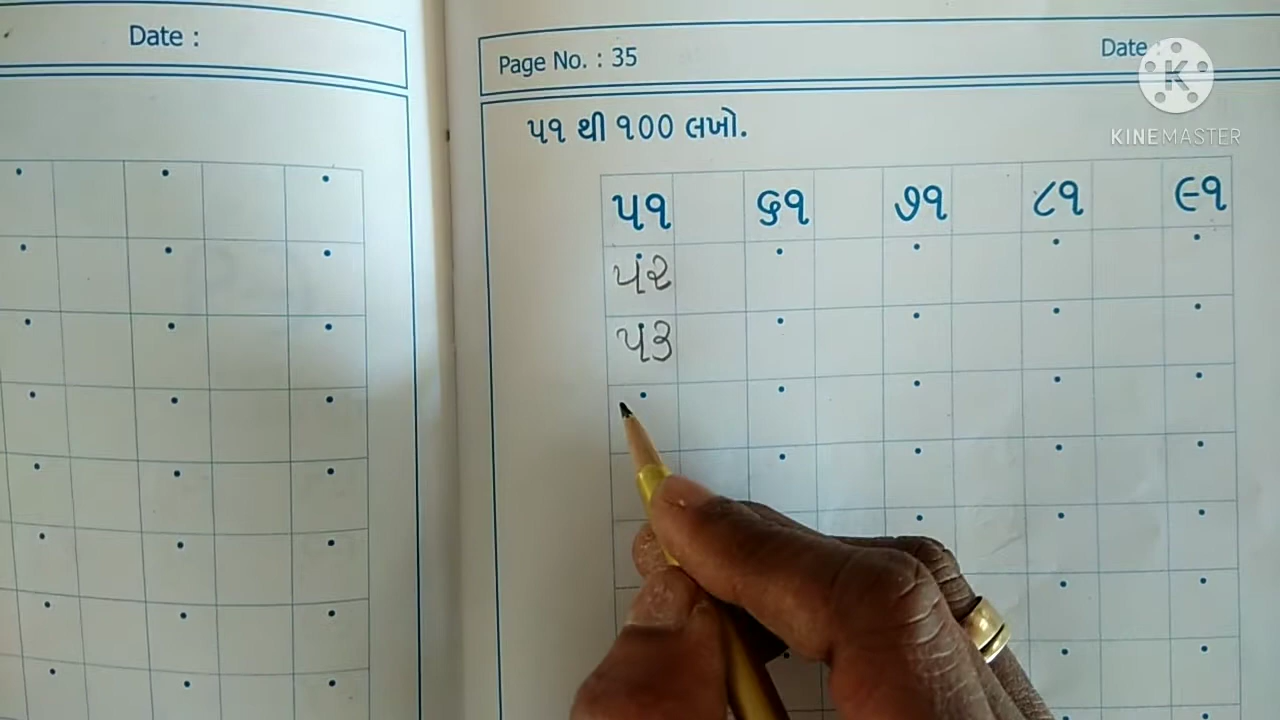 Date :
Page No. : 35
Date :
KINEMASTER
૫૧ થી ૧૦૦ લખો.
૫૧ ૬૧ ૭૧ ૮૧ ૯૧
૫૨
૫૩